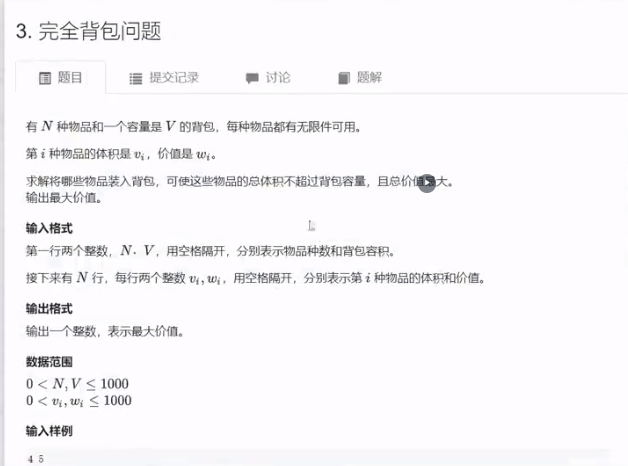 3. 完全背包问题
题目 提交记录 讨论 题解
有 N 种物品和一个容量是 V 的背包，每种物品都有无限件可用。
第 i 种物品的体积是 vᵢ，价值是 wᵢ。
求解将哪些物品装入背包，可使这些物品的总体积不超过背包容量，且总价值最大。
输出最大价值。
输入格式
第一行两个整数，N，V，用空格隔开，分别表示物品种数和背包容积。
接下来有 N 行，每行两个整数 vᵢ, wᵢ，用空格隔开，分别表示第 i 种物品的体积和价值。
输出格式
输出一个整数，表示最大价值。
数据范围
0 < N, V ≤ 1000
0 < vᵢ, wᵢ ≤ 1000
输入样例
4 5